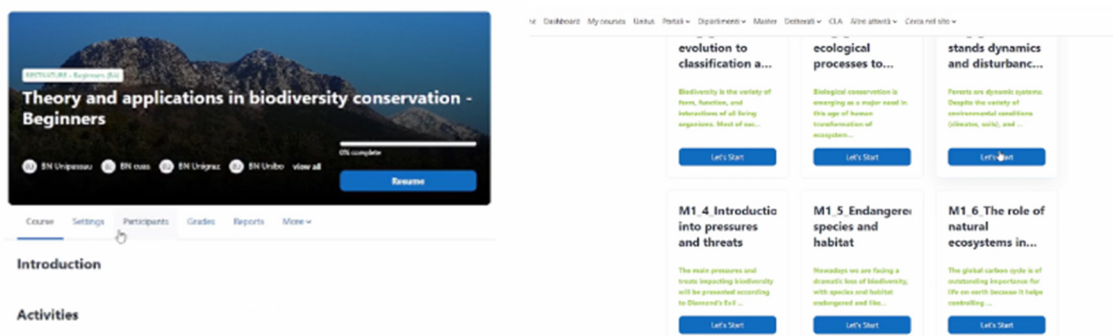 BESTNATURE - Beginners (BN)
Theory and applications in biodiversity conservation -
Beginners
BN Unipassau BN cuas BN Unigraz BN Unibo view all
0% complete
Resume
Course Settings Participants Grades Reports More
Introduction
Activities
Dashboard My courses Unitus Portali Dipartimenti Master Dottorati CLA Altre attività Cerca nel sito
evolution to
classification a...
Biodiversity is the variety of
form, function, and
interactions of all living
organisms. Most of our...
Let's Start
ecological
processes to...
Biological conservation is
emerging as a major need in
this age of human
transformation of
ecosystem...
Let's Start
stands dynamics
and disturbanc...
Forests are dynamic systems.
Despite the variety of
environmental conditions
(climates, soils), and ...
Let's Start
M1_4_Introductio
into pressures
and threats
The main pressures and
treats impacting biodiversity
will be presented according
to Diamond's Evil ...
Let's Start
M1_5_Endangere
species and
habitat
Nowadays we are facing a
dramatic loss of biodiversity,
with species and habitat
endangered and the...
Let's Start
M1_6_The role of
natural
ecosystems in...
The global carbon cycle is of
outstanding importance for
life on earth because it helps
controlling ...
Let's Start